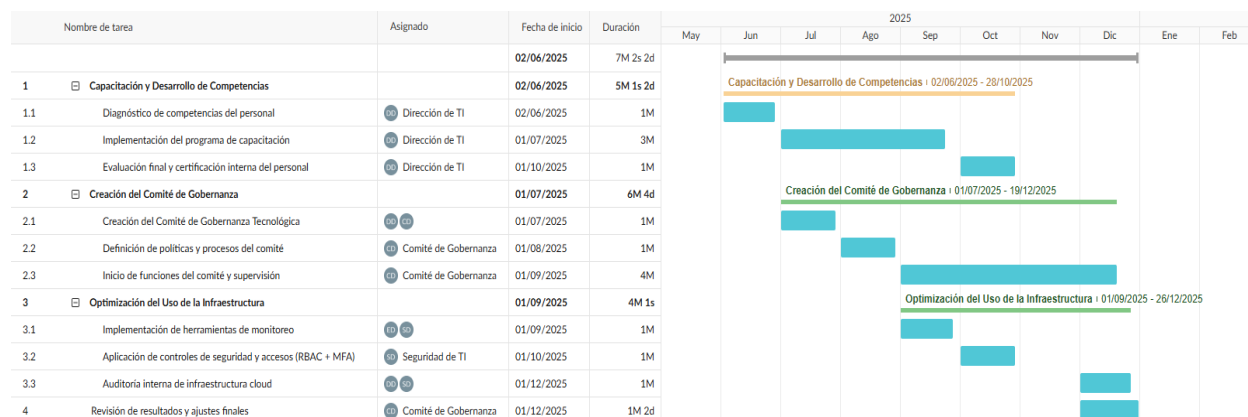 Nombre de tarea Asignado Fecha de inicio Duración 2025
May Jun Jul Ago Sep Oct Nov Dic Ene Feb
02/06/2025 7M 2s 2d
1 Capacitación y Desarrollo de Competencias 02/06/2025 5M 1s 2d Capacitación y Desarrollo de Competencias 02/06/2025 - 28/10/2025
1.1 Diagnóstico de competencias del personal DD Dirección de TI 02/06/2025 1M
1.2 Implementación del programa de capacitación DD Dirección de TI 01/07/2025 3M
1.3 Evaluación final y certificación interna del personal DD Dirección de TI 01/10/2025 1M
2 Creación del Comité de Gobernanza 01/07/2025 6M 4d Creación del Comité de Gobernanza 01/07/2025 - 19/12/2025
2.1 Creación del Comité de Gobernanza Tecnológica DD CD 01/07/2025 1M
2.2 Definición de políticas y procesos del comité CD Comité de Gobernanza 01/08/2025 1M
2.3 Inicio de funciones del comité y supervisión CD Comité de Gobernanza 01/09/2025 4M
3 Optimización del Uso de la Infraestructura 01/09/2025 4M 1s Optimización del Uso de la Infraestructura 01/09/2025 - 26/12/2025
3.1 Implementación de herramientas de monitoreo ED SD 01/09/2025 1M
3.2 Aplicación de controles de seguridad y accesos (RBAC + MFA) SD Seguridad de TI 01/10/2025 1M
3.3 Auditoría interna de infraestructura cloud DD SD 01/12/2025 1M
4 Revisión de resultados y ajustes finales CD Comité de Gobernanza 01/12/2025 1M 2d